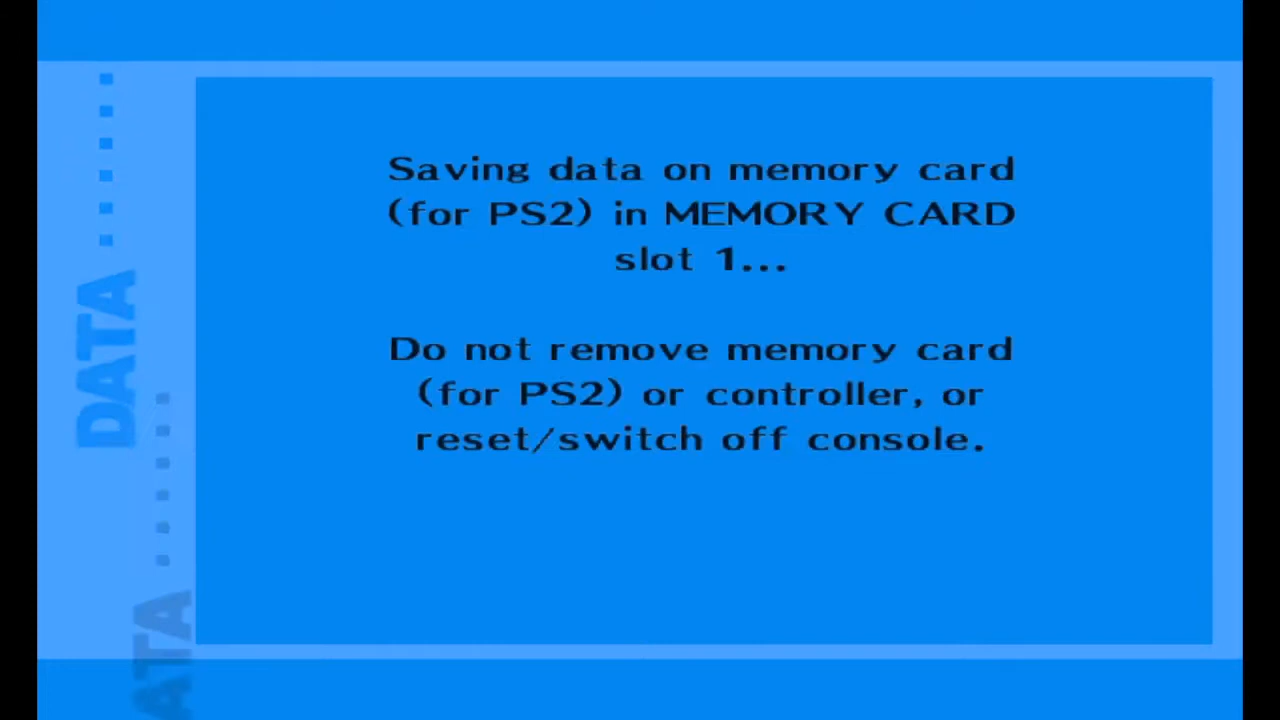 Saving data on memory card
(for PS2) in MEMORY CARD
slot 1...
Do not remove memory card
(for PS2) or controller, or
reset/switch off console.
DATA ......
ATA ......